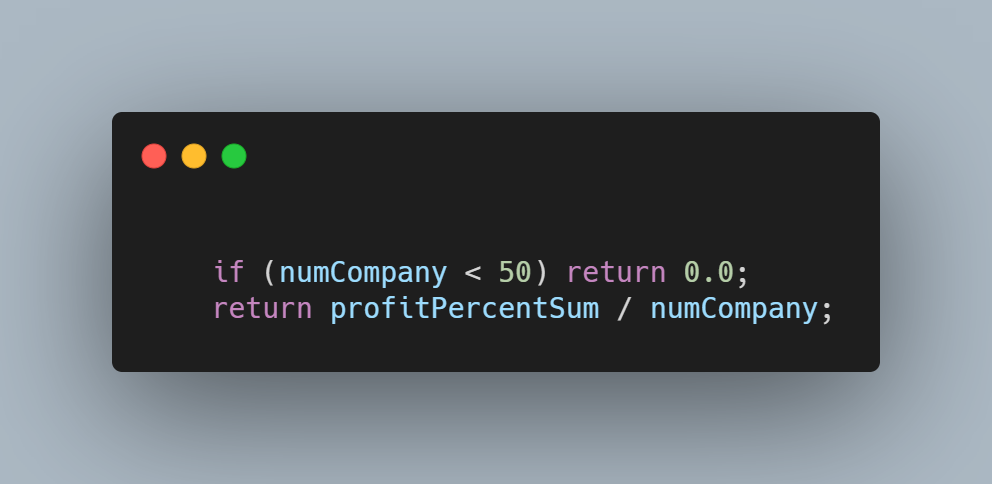 if (numCompany < 50) return 0.0;
return profitPercentSum / numCompany;